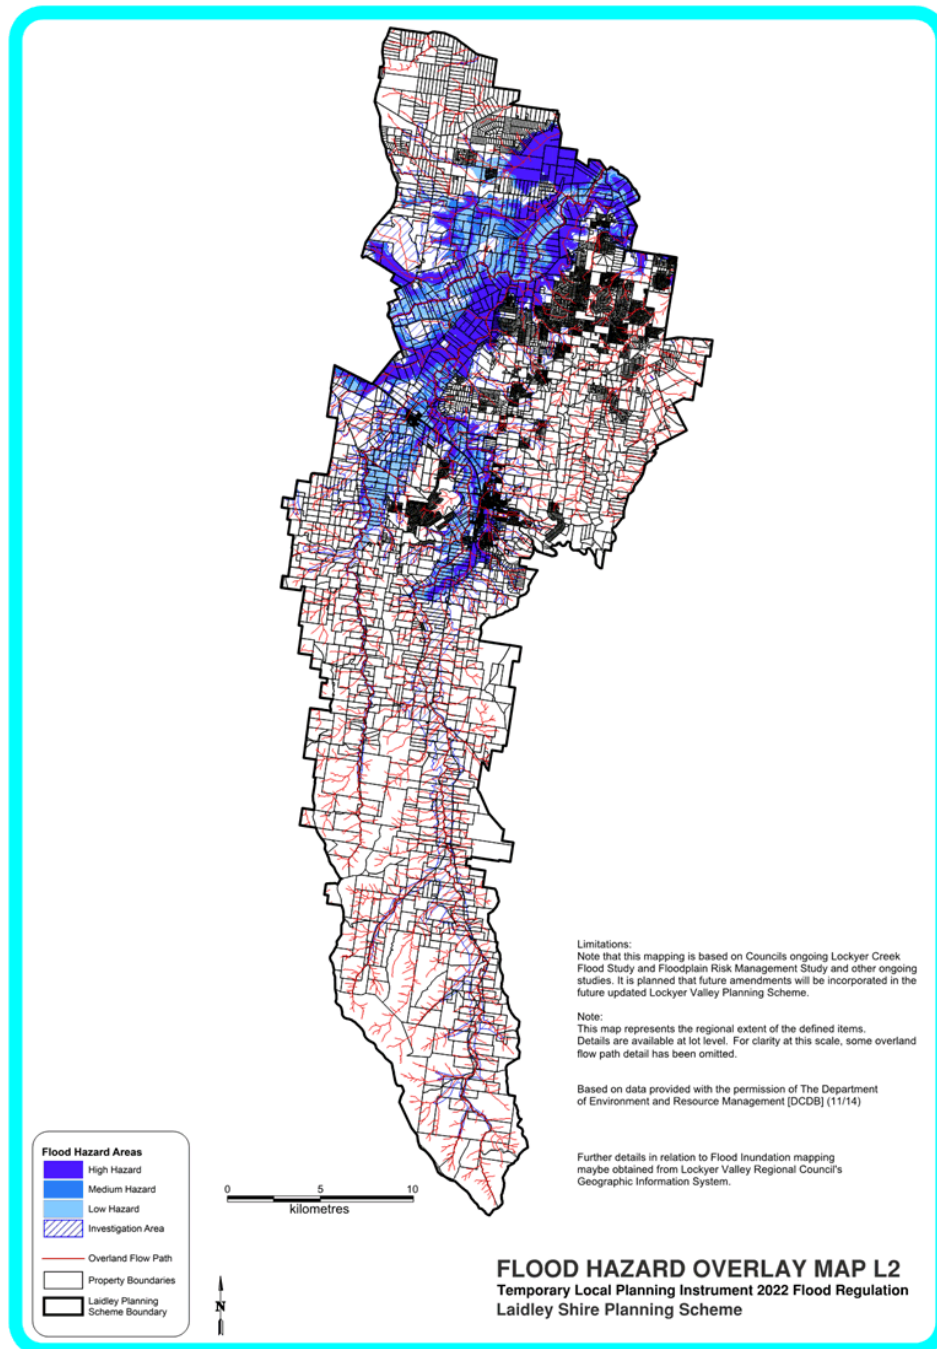 Limitations:
Note that this mapping is based on Councils ongoing Lockyer Creek
Flood Study and Floodplain Risk Management Study and other ongoing
studies. It is planned that future amendments will be incorporated in the
future updated Lockyer Valley Planning Scheme.
Note:
This map represents the regional extent of the defined items.
Details are available at lot level. For clarity at this scale, some overland
flow path detail has been omitted.
Based on data provided with the permission of The Department
of Environment and Resource Management [DCDB] (11/14)
Further details in relation to Flood Inundation mapping
maybe obtained from Lockyer Valley Regional Council's
Geographic Information System.
Flood Hazard Areas
High Hazard
Medium Hazard
Low Hazard
Investigation Area
Overland Flow Path
Property Boundaries
Laidley Planning
Scheme Boundary
0 5 10
kilometres
N
FLOOD HAZARD OVERLAY MAP L2
Temporary Local Planning Instrument 2022 Flood Regulation
Laidley Shire Planning Scheme